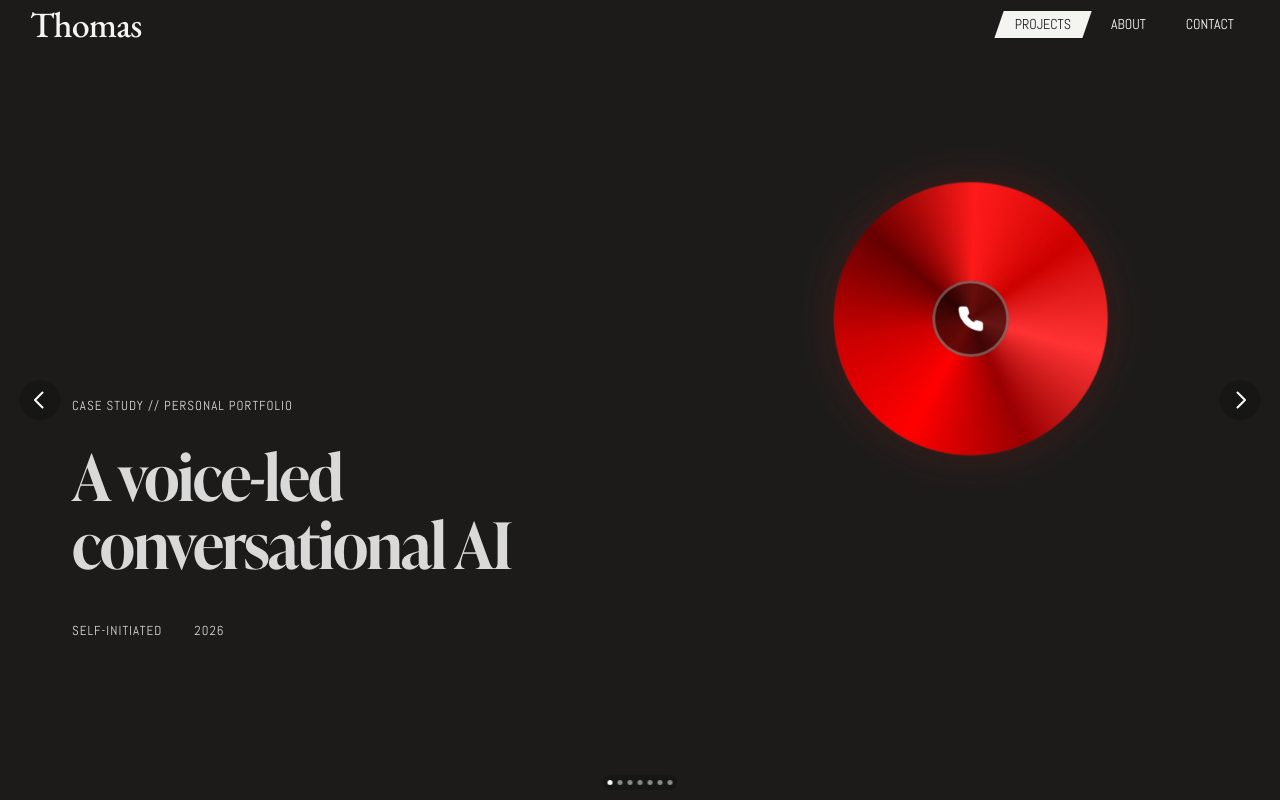 Thomas
PROJECTS ABOUT CONTACT
CASE STUDY // PERSONAL PORTFOLIO
A voice-led
conversational AI
SELF-INITIATED 2026